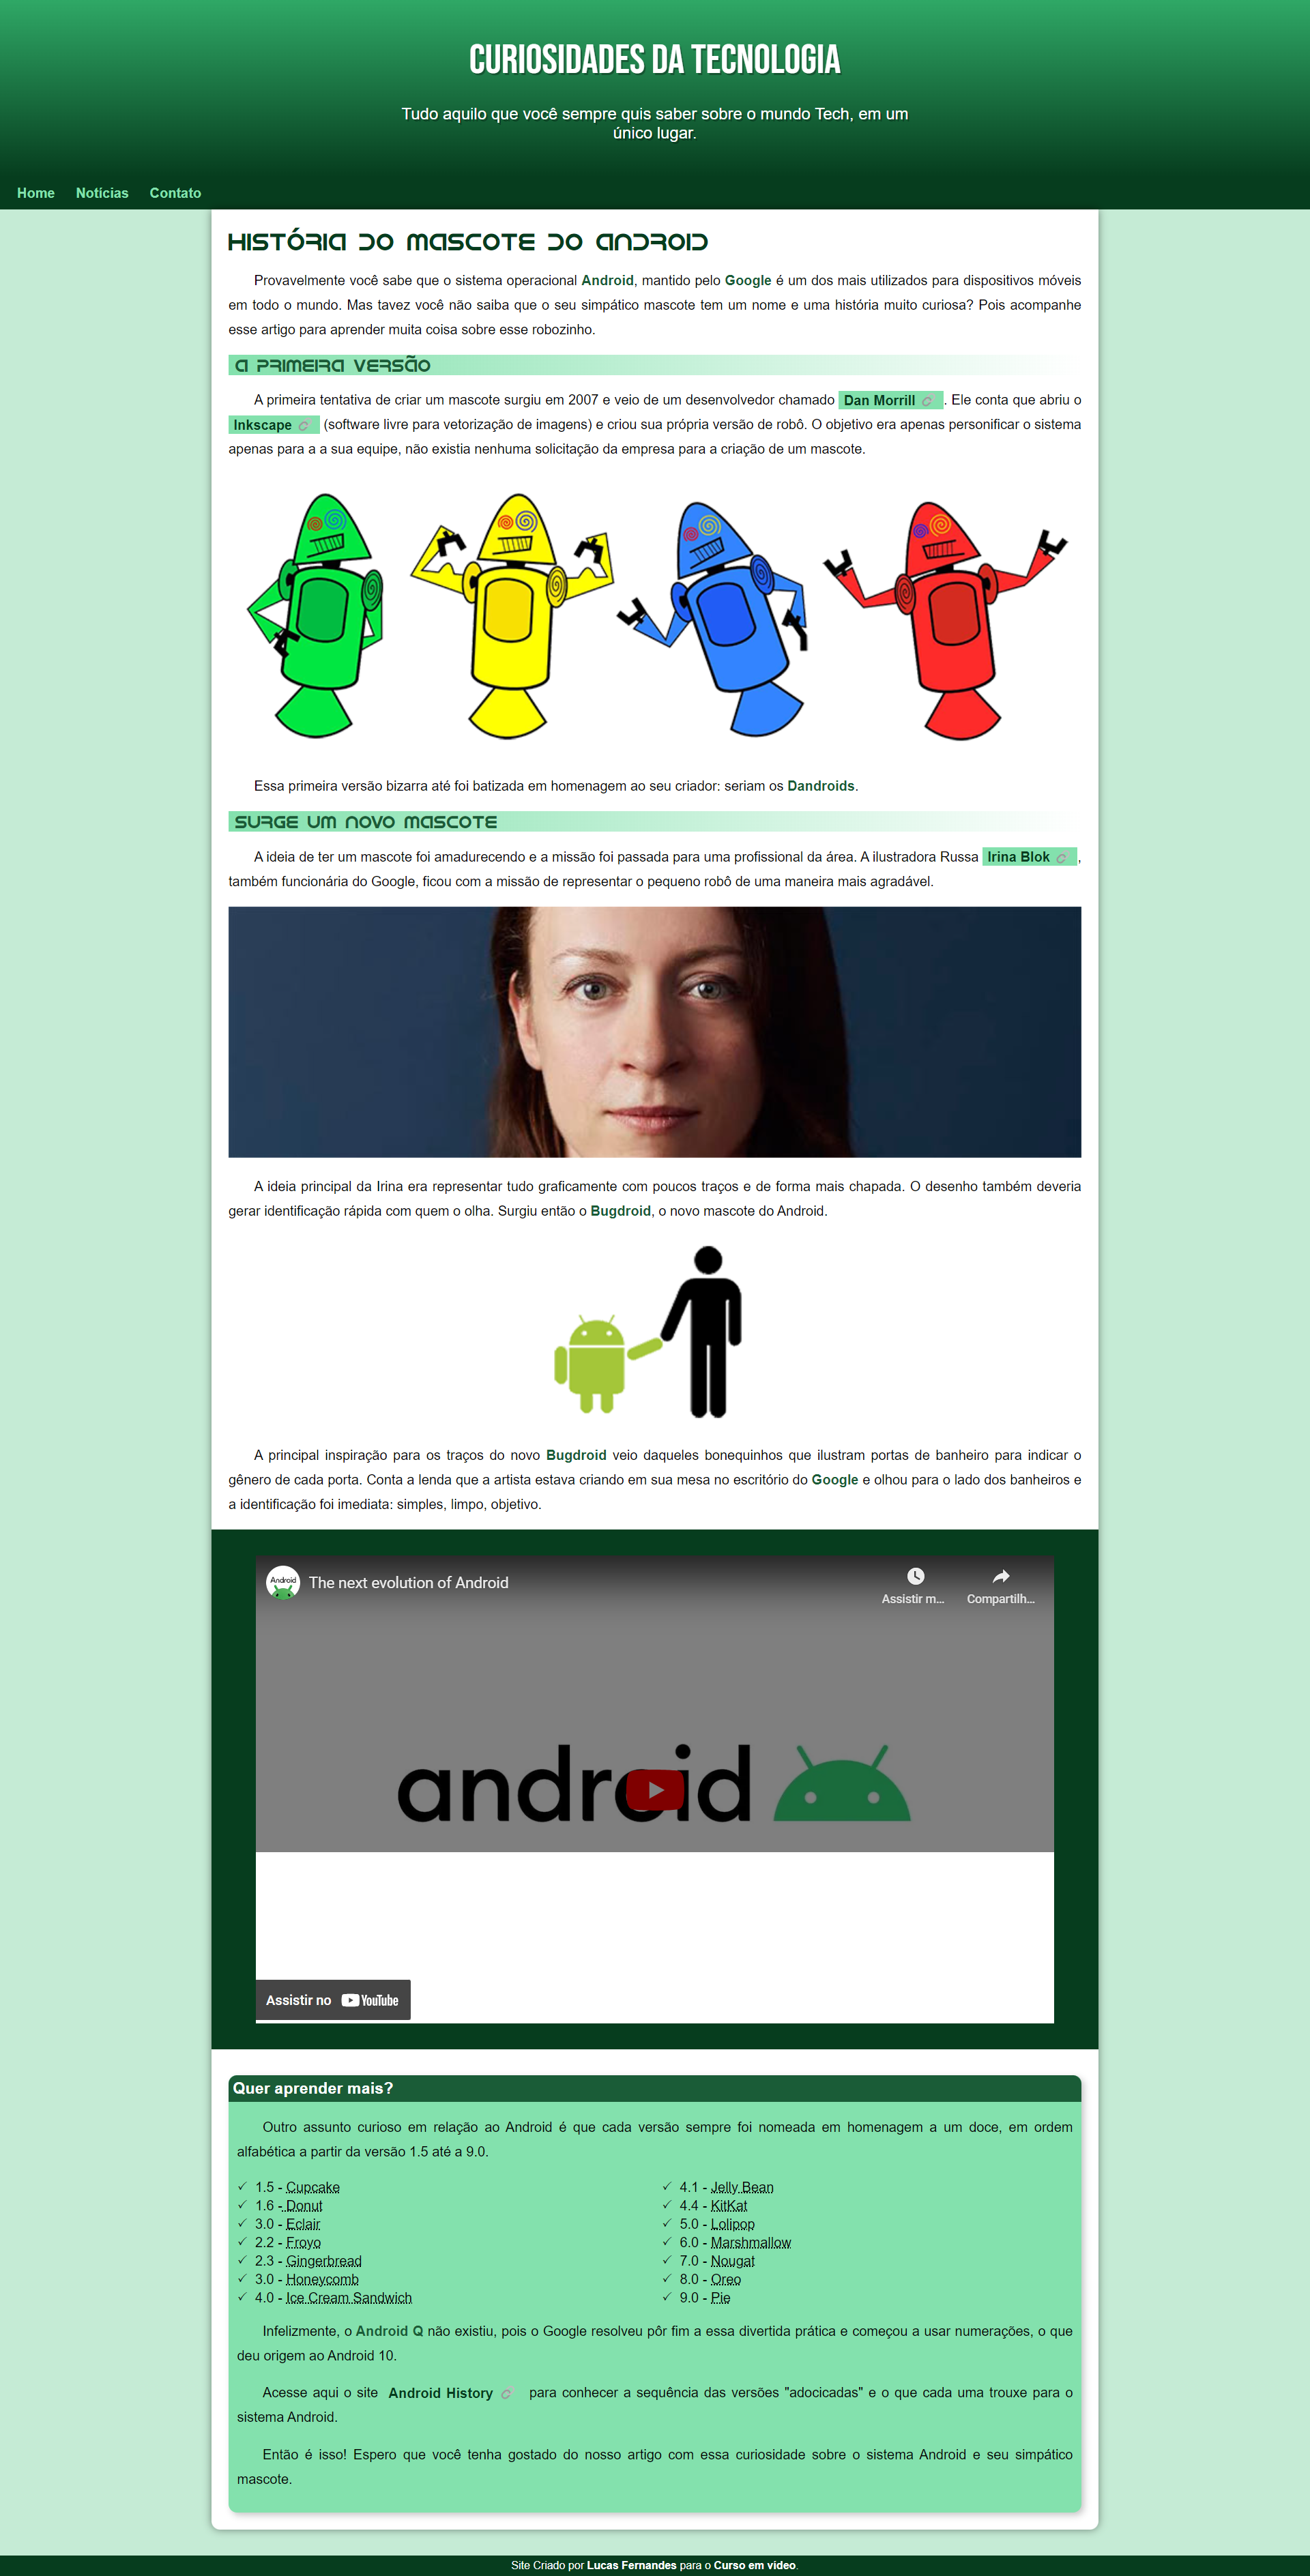 CURIOSIDADES DA TECNOLOGIA
Tudo aquilo que você sempre quis saber sobre o mundo Tech, em um
único lugar.
Home Notícias Contato
HISTÓRIA DO MASCOTE DO ANDROID
Provavelmente você sabe que o sistema operacional Android, mantido pelo Google é um dos mais utilizados para dispositivos móveis
em todo o mundo. Mas tavez você não saiba que o seu simpático mascote tem um nome e uma história muito curiosa? Pois acompanhe
esse artigo para aprender muita coisa sobre esse robozinho.
A PRIMEIRA VERSÃO
A primeira tentativa de criar um mascote surgiu em 2007 e veio de um desenvolvedor chamado Dan Morrill. Ele conta que abriu o
Inkscape (software livre para vetorização de imagens) e criou sua própria versão de robô. O objetivo era apenas personificar o sistema
apenas para a a sua equipe, não existia nenhuma solicitação da empresa para a criação de um mascote.
Essa primeira versão bizarra até foi batizada em homenagem ao seu criador: seriam os Dandroids.
SURGE UM NOVO MASCOTE
A ideia de ter um mascote foi amadurecendo e a missão foi passada para uma profissional da área. A ilustradora Russa Irina Blok,
também funcionária do Google, ficou com a missão de representar o pequeno robô de uma maneira mais agradável.
A ideia principal da Irina era representar tudo graficamente com poucos traços e de forma mais chapada. O desenho também deveria
gerar identificação rápida com quem o olha. Surgiu então o Bugdroid, o novo mascote do Android.
A principal inspiração para os traços do novo Bugdroid veio daqueles bonequinhos que ilustram portas de banheiro para indicar o
gênero de cada porta. Conta a lenda que a artista estava criando em sua mesa no escritório do Google e olhou para o lado dos banheiros e
a identificação foi imediata: simples, limpo, objetivo.
Android The next evolution of Android
Assistir m... Compartilh...
android
Assistir no YouTube
Quer aprender mais?
Outro assunto curioso em relação ao Android é que cada versão sempre foi nomeada em homenagem a um doce, em ordem
alfabética a partir da versão 1.5 até a 9.0.
✓ 1.5 - Cupcake
✓ 1.6 - Donut
✓ 3.0 - Eclair
✓ 2.2 - Froyo
✓ 2.3 - Gingerbread
✓ 3.0 - Honeycomb
✓ 4.0 - Ice Cream Sandwich
✓ 4.1 - Jelly Bean
✓ 4.4 - KitKat
✓ 5.0 - Lolipop
✓ 6.0 - Marshmallow
✓ 7.0 - Nougat
✓ 8.0 - Oreo
✓ 9.0 - Pie
Infelizmente, o Android Q não existiu, pois o Google resolveu pôr fim a essa divertida prática e começou a usar numerações, o que
deu origem ao Android 10.
Acesse aqui o site Android History para conhecer a sequência das versões "adocicadas" e o que cada uma trouxe para o
sistema Android.
Então é isso! Espero que você tenha gostado do nosso artigo com essa curiosidade sobre o sistema Android e seu simpático
mascote.
Site Criado por Lucas Fernandes para o Curso em vídeo.